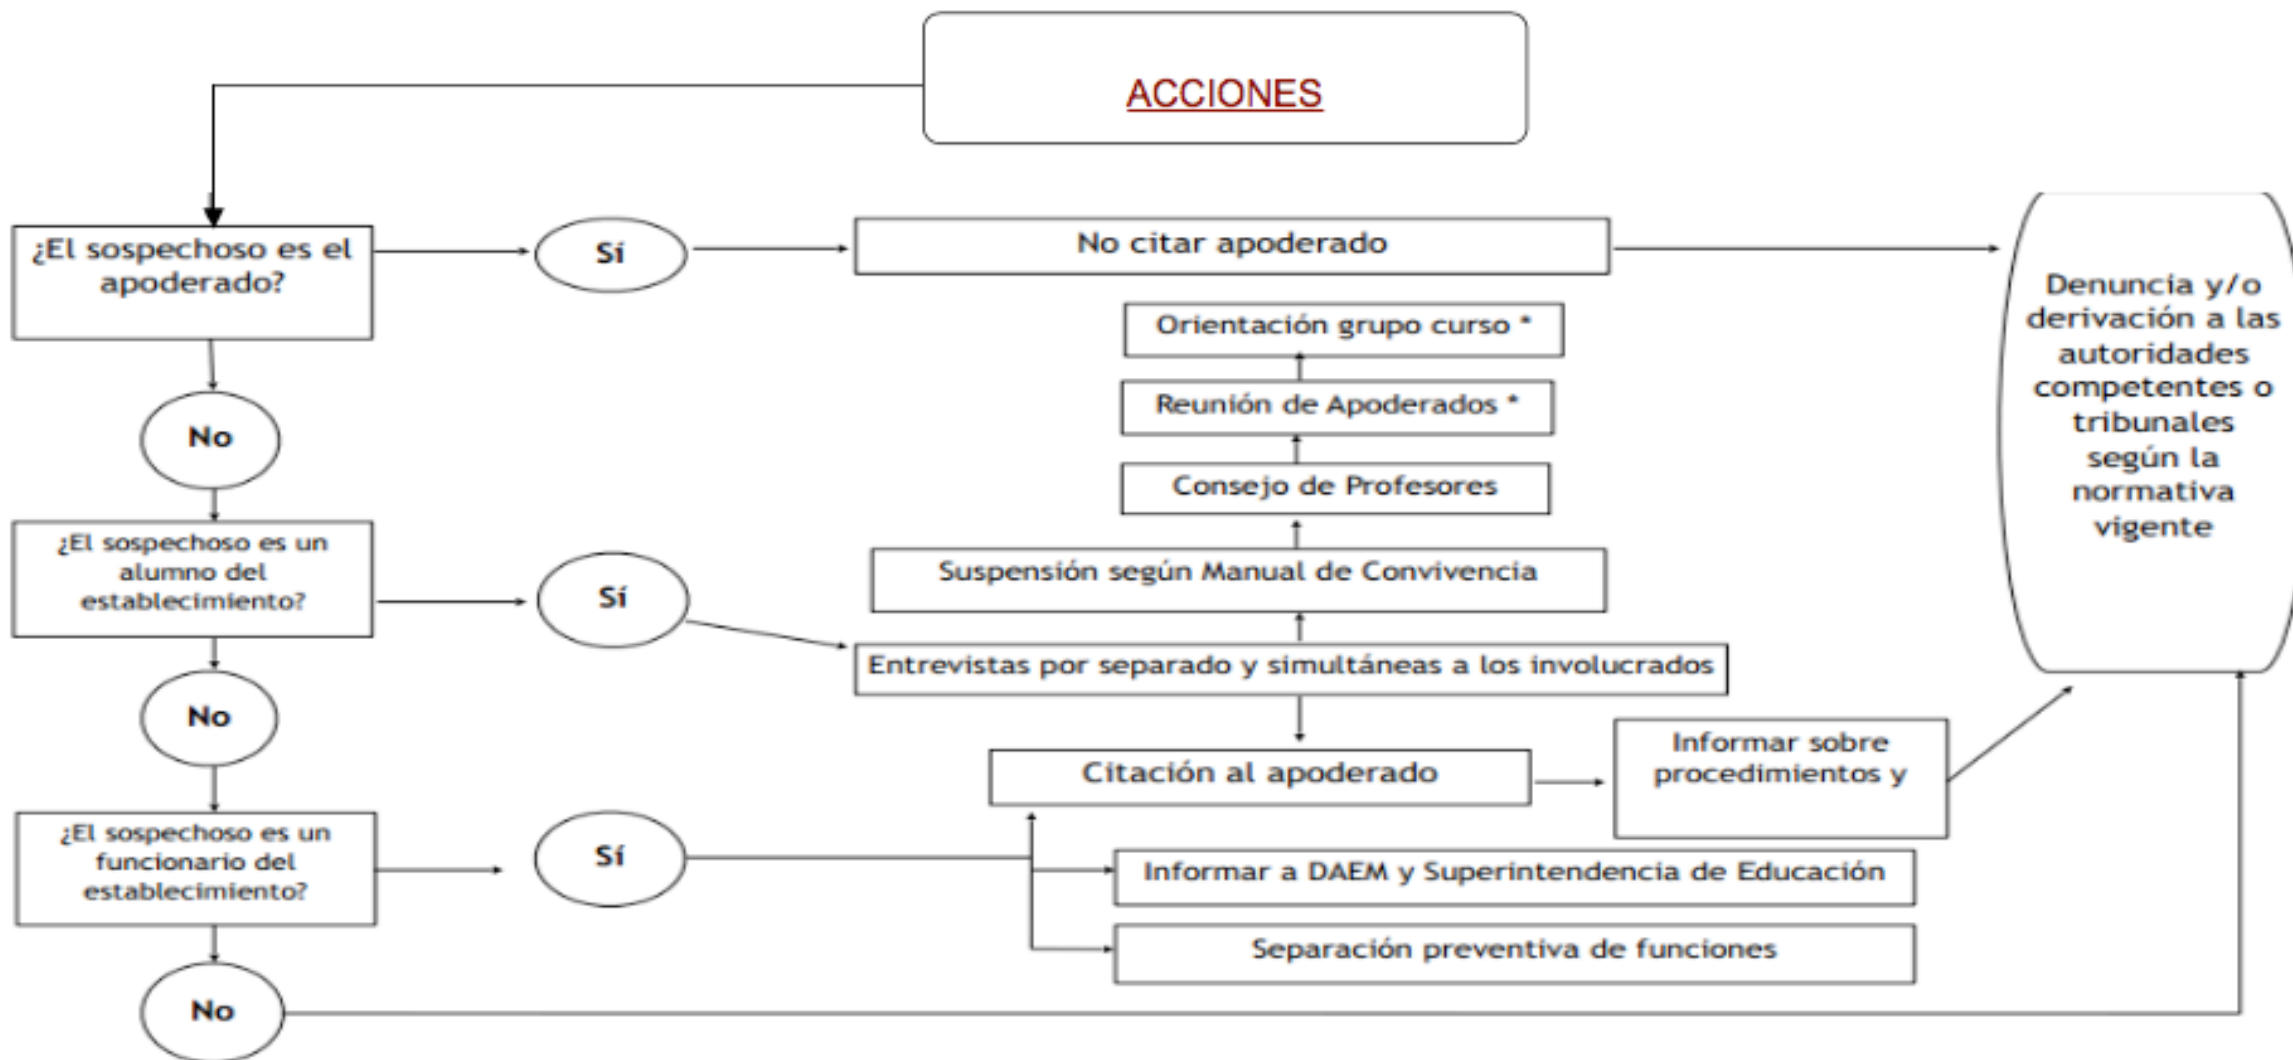 ACCIONES
¿El sospechoso es el
apoderado?
Sí
No citar apoderado
Denuncia y/o
derivación a las
autoridades
competentes o
tribunales
según la
normativa
vigente
Orientación grupo curso *
Reunión de Apoderados *
No
Consejo de Profesores
¿El sospechoso es un
alumno del
establecimiento?
Sí
Suspensión según Manual de Convivencia
Entrevistas por separado y simultáneas a los involucrados
No
Citación al apoderado
Informar sobre
procedimientos y
¿El sospechoso es un
funcionario del
establecimiento?
Sí
Informar a DAEM y Superintendencia de Educación
Separación preventiva de funciones
No